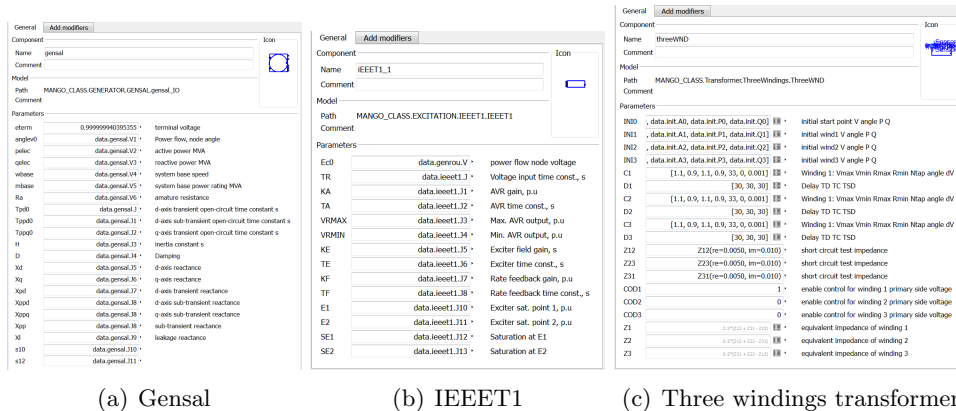 General Add modifiers
Component Icon
Name gensal
Comment
Model
Path MANGO_CLASS.GENERATOR.GENSAL.gensal_IO
Comment
Parameters
eterm 0.999999940395355 terminal voltage
anglev0 data.gensal.V1 Power flow, node angle
pelec data.gensal.V2 active power MVA
qelec data.gensal.V3 reactive power MVA
wbase data.gensal.V4 system base speed
mbase data.gensal.V5 system base power rating MVA
Ra data.gensal.V6 amature resistance
Tpd0 data.gensal.J d-axis transient open-circuit time constant s
Tppd0 data.gensal.J1 d-axis sub-transient open-circuit time constant s
Tppq0 data.gensal.J2 q-axis transient open-circuit time constant s
H data.gensal.J3 Inertia constant s
D data.gensal.J4 Damping
Xd data.gensal.J5 d-axis reactance
Xq data.gensal.J6 q-axis reactance
Xpd data.gensal.J7 d-axis transient reactance
Xppd data.gensal.J8 d-axis sub-transient reactance
Xppq data.gensal.J8 q-axis sub-transient reactance
Xpp data.gensal.J8 sub-transient reactance
Xl data.gensal.J9 leakage reactance
s10 data.gensal.J10
s12 data.gensal.J11
(a) Gensal
General Add modifiers
Component Icon
Name iEEET1_1
Comment
Model
Path MANGO_CLASS.EXCITATION.IEEET1.IEEET1
Comment
Parameters
Ec0 data.genrou.V power flow node voltage
TR data.ieeet1.J Voltage input time const., s
KA data.ieeet1.J1 AVR gain, p.u
TA data.ieeet1.J2 AVR time const., s
VRMAX data.ieeet1.J3 Max. AVR output, p.u
VRMIN data.ieeet1.J4 Min. AVR output, p.u
KE data.ieeet1.J5 Exciter field gain, s
TE data.ieeet1.J6 Exciter time const., s
KF data.ieeet1.J7 Rate feedback gain, p.u
TF data.ieeet1.J8 Rate feedback time const., s
E1 data.ieeet1.J10 Exciter sat. point 1, p.u
E2 data.ieeet1.J11 Exciter sat. point 2, p.u
SE1 data.ieeet1.J12 Saturation at E1
SE2 data.ieeet1.J13 Saturation at E2
(b) IEEEET1
General Add modifiers
Component Icon
Name threeWND
Comment
Model
Path MANGO_CLASS.Transformer.ThreeWindings.ThreeWND
Comment
Parameters
INI0 , data.init.A0, data.init.P0, data.init.Q0] initial start point V angle P Q
INI1 , data.init.A1, data.init.P1, data.init.Q1] Initial wind1 V angle P Q
INI2 , data.init.A2, data.init.P2, data.init.Q2] initial wind2 V angle P Q
INI3 , data.init.A3, data.init.P3, data.init.Q3] initial wind3 V angle P Q
C1 [1.1, 0.9, 1.1, 0.9, 33, 0, 0.001] Winding 1: Vmax Vmin Rmax Rmin Ntap angle dV
D1 [30, 30, 30] Delay TD TC TSD
C2 [1.1, 0.9, 1.1, 0.9, 33, 0, 0.001] Winding 1: Vmax Vmin Rmax Rmin Ntap angle dV
D2 [30, 30, 30] Delay TD TC TSD
C3 [1.1, 0.9, 1.1, 0.9, 33, 0, 0.001] Winding 1: Vmax Vmin Rmax Rmin Ntap angle dV
D3 [30, 30, 30] Delay TD TC TSD
Z12 Z12(re=0.0050, im=0.010) short circuit test impedance
Z23 Z23(re=0.0050, im=0.010) short circuit test impedance
Z31 Z31(re=0.0050, im=0.010) short circuit test impedance
COD1 1 enable control for winding 1 primary side voltage
COD2 0 enable control for winding 2 primary side voltage
COD3 0 enable control for winding 3 primary side voltage
Z1 0.5*(Z12 + Z31 - Z23) equivalent impedance of winding 1
Z2 equivalent impedance of winding 2
Z3 equivalent impedance of winding 3
(c) Three windings transformer